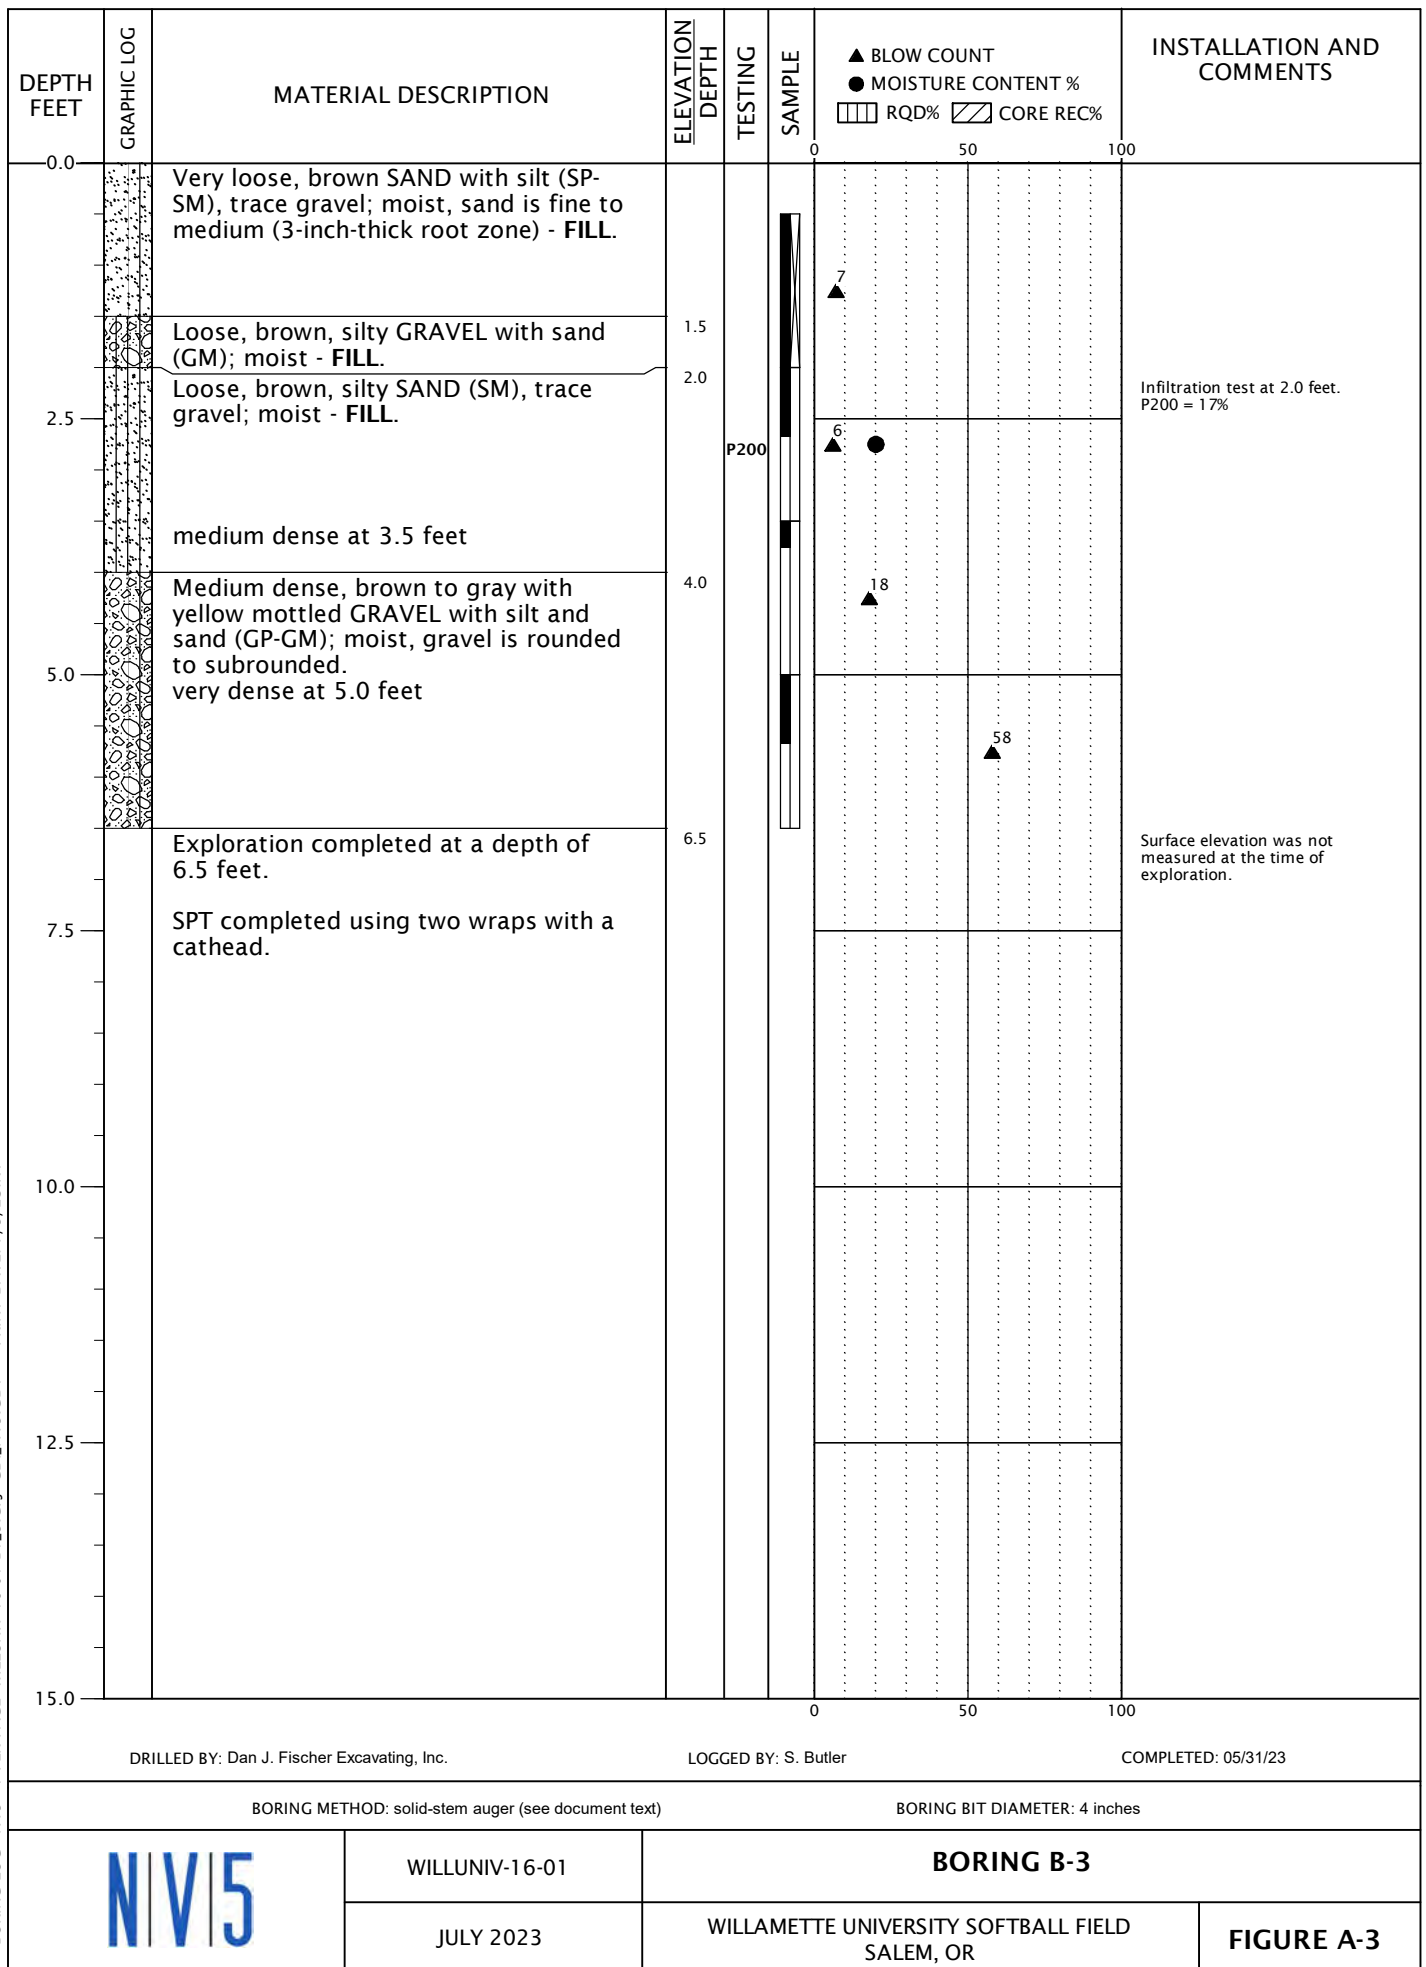 DEPTH
FEET
GRAPHIC LOG
MATERIAL DESCRIPTION
ELEVATION
DEPTH
TESTING
SAMPLE
▲ BLOW COUNT
● MOISTURE CONTENT %
RQD% CORE REC%
INSTALLATION AND
COMMENTS
0 50 100
0.0
Very loose, brown SAND with silt (SP-
SM), trace gravel; moist, sand is fine to
medium (3-inch-thick root zone) - FILL.
7
Loose, brown, silty GRAVEL with sand
(GM); moist - FILL.
1.5
Loose, brown, silty SAND (SM), trace
gravel; moist - FILL.
2.0
Infiltration test at 2.0 feet.
P200 = 17%
2.5
P200
6
medium dense at 3.5 feet
Medium dense, brown to gray with
yellow mottled GRAVEL with silt and
sand (GP-GM); moist, gravel is rounded
to subrounded.
4.0
18
5.0
very dense at 5.0 feet
58
Exploration completed at a depth of
6.5 feet.
6.5
Surface elevation was not
measured at the time of
exploration.
SPT completed using two wraps with a
cathead.
7.5
10.0
12.5
15.0
0 50 100
DRILLED BY: Dan J. Fischer Excavating, Inc.
LOGGED BY: S. Butler
COMPLETED: 05/31/23
BORING METHOD: solid-stem auger (see document text)
BORING BIT DIAMETER: 4 inches
N|V|5
WILLUNIV-16-01
BORING B-3
JULY 2023
WILLAMETTE UNIVERSITY SOFTBALL FIELD
SALEM, OR
FIGURE A-3